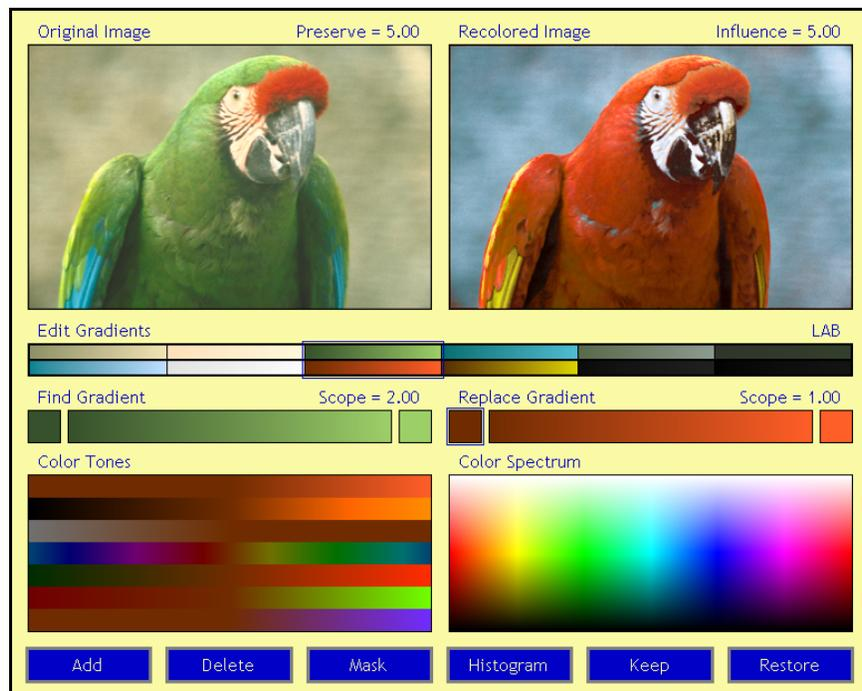 Original Image Preserve = 5.00 Recolored Image Influence = 5.00
Edit Gradients LAB
Find Gradient Scope = 2.00 Replace Gradient Scope = 1.00
Color Tones Color Spectrum
Add Delete Mask Histogram Keep Restore